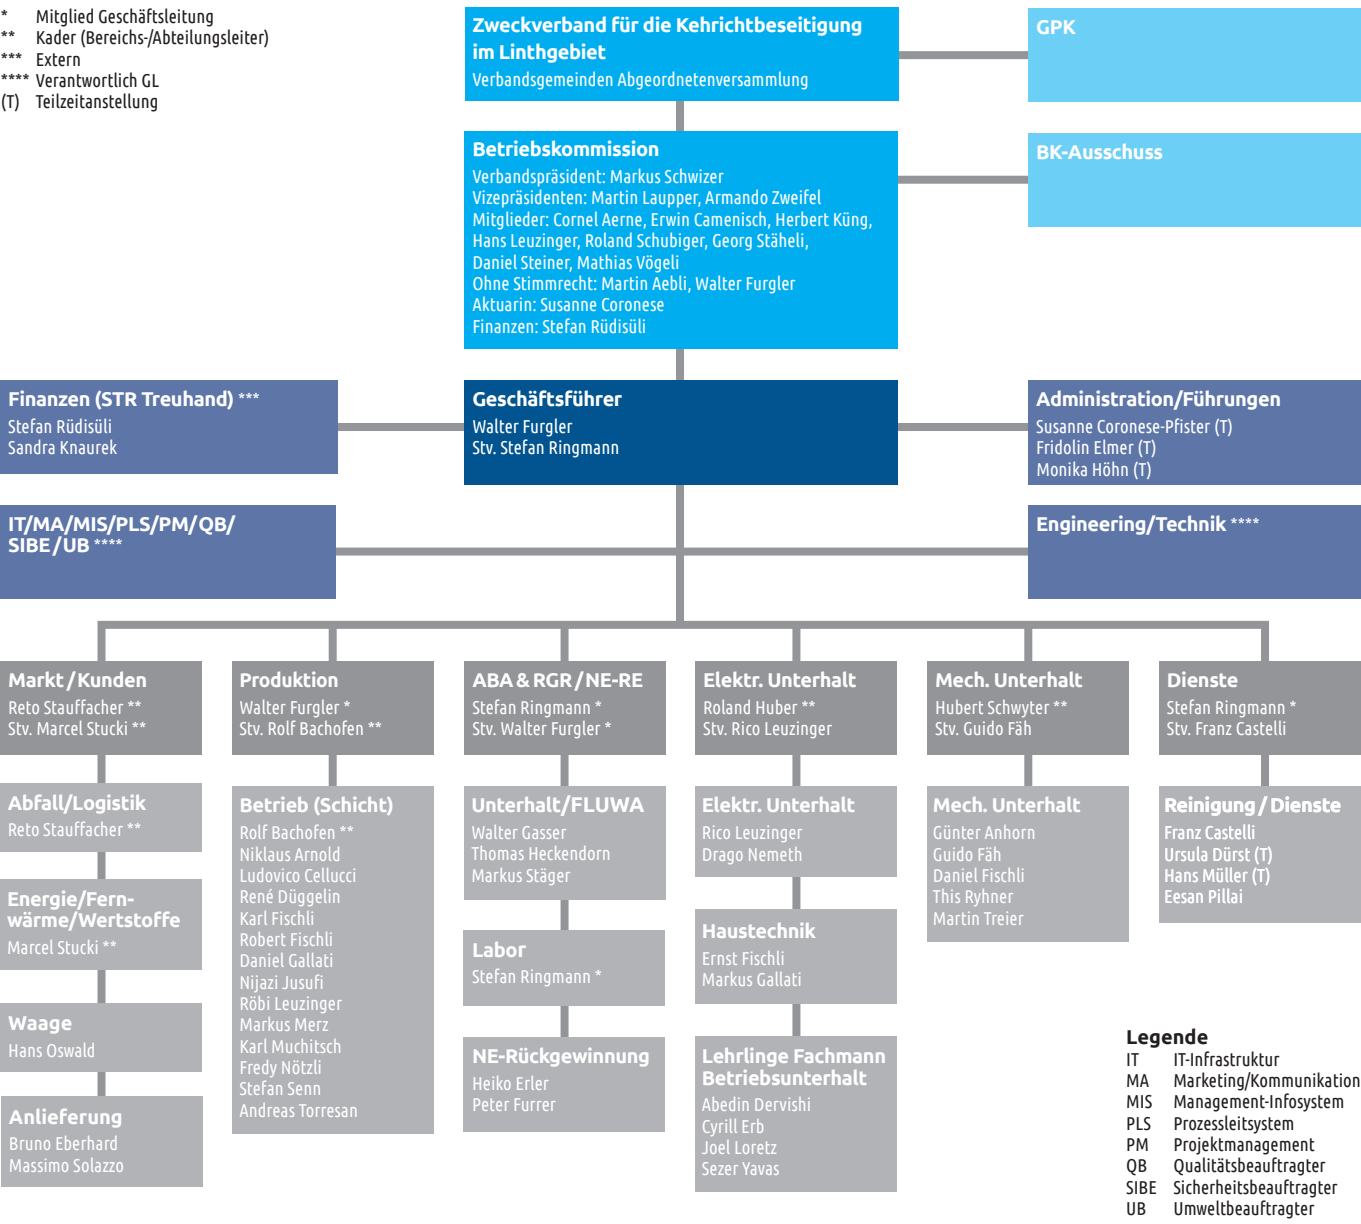 * Mitglied Geschäftsleitung
** Kader (Bereichs-/Abteilungsleiter)
*** Extern
**** Verantwortlich GL
(T) Teilzeitanstellung
Zweckverband für die Kehrichtbeseitigung
im Linthgebiet
Verbandsgemeinden Abgeordnetenversammlung
GPK
Betriebskommission
Verbandspräsident: Markus Schwizer
Vizepräsidenten: Martin Laupper, Armando Zweifel
Mitglieder: Cornel Aerne, Erwin Camenisch, Herbert Küng,
Hans Leuzinger, Roland Schubiger, Georg Stäheli,
Daniel Steiner, Mathias Vögeli
Ohne Stimmrecht: Martin Aebli, Walter Furgler
Aktuarin: Susanne Coronese
Finanzen: Stefan Rüdisüli
BK-Ausschuss
Finanzen (STR Treuhand) ***
Stefan Rüdisüli
Sandra Knaurek
Geschäftsführer
Walter Furgler
Stv. Stefan Ringmann
Administration/Führungen
Susanne Coronese-Pfister (T)
Fridolin Elmer (T)
Monika Höhn (T)
IT/MA/MIS/PLS/PM/QB/
SIBE/UB ****
Engineering/Technik ****
Markt/Kunden
Reto Stauffacher **
Stv. Marcel Stucki **
Abfall/Logistik
Reto Stauffacher **
Energie/Fern-
wärme/Wertstoffe
Marcel Stucki **
Waage
Hans Oswald
Anlieferung
Bruno Eberhard
Massimo Solazzo
Produktion
Walter Furgler *
Stv. Rolf Bachofen **
Betrieb (Schicht)
Rolf Bachofen **
Niklaus Arnold
Ludovico Cellucci
René Düggelin
Karl Fischli
Robert Fischli
Daniel Gallati
Nijazi Jusufi
Röbi Leuzinger
Markus Merz
Karl Muchitsch
Fredy Nötzli
Stefan Senn
Andreas Torresan
ABA & RGR / NE-RE
Stefan Ringmann *
Stv. Walter Furgler *
Unterhalt/FLUWA
Walter Gasser
Thomas Heckendorn
Markus Stäger
Labor
Stefan Ringmann *
NE-Rückgewinnung
Heiko Erler
Peter Furrer
Elektr. Unterhalt
Roland Huber **
Stv. Rico Leuzinger
Elektr. Unterhalt
Rico Leuzinger
Drago Nemeth
Haustechnik
Ernst Fischli
Markus Gallati
Lehrlinge Fachmann
Betriebsunterhalt
Abedin Dervishi
Cyrill Erb
Joel Loretz
Sezer Yavas
Mech. Unterhalt
Hubert Schwyter **
Stv. Guido Fäh
Mech. Unterhalt
Günter Anhorn
Guido Fäh
Daniel Fischli
This Ryhner
Martin Treier
Dienste
Stefan Ringmann *
Stv. Franz Castelli
Reinigung / Dienste
Franz Castelli
Ursula Dürst (T)
Hans Müller (T)
Eesan Pillai
Legende
IT IT-Infrastruktur
MA Marketing/Kommunikation
MIS Management-Infosystem
PLS Prozessleitsystem
PM Projektmanagement
QB Qualitätsbeauftragter
SIBE Sicherheitsbeauftragter
UB Umweltbeauftragter